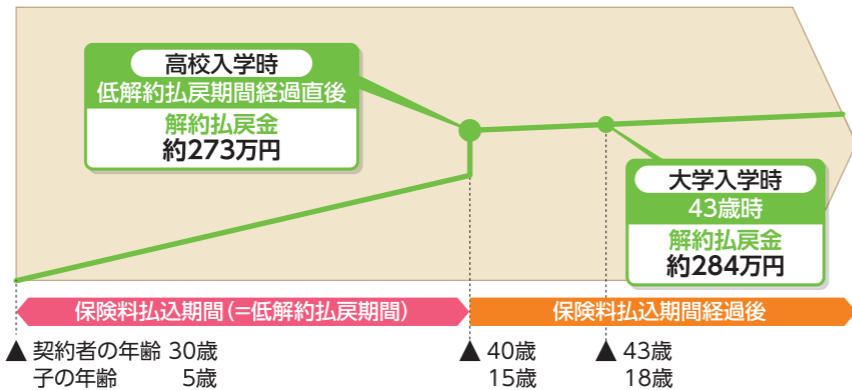 高校入学時
低解約払戻期間経過直後
解約払戻金
約273万円
大学入学時
43歳時
解約払戻金
約284万円
保険料払込期間(=低解約払戻期間)
保険料払込期間経過後
▲ 契約者の年齢 30歳
子の年齢 5歳
▲ 40歳
15歳
▲ 43歳
18歳